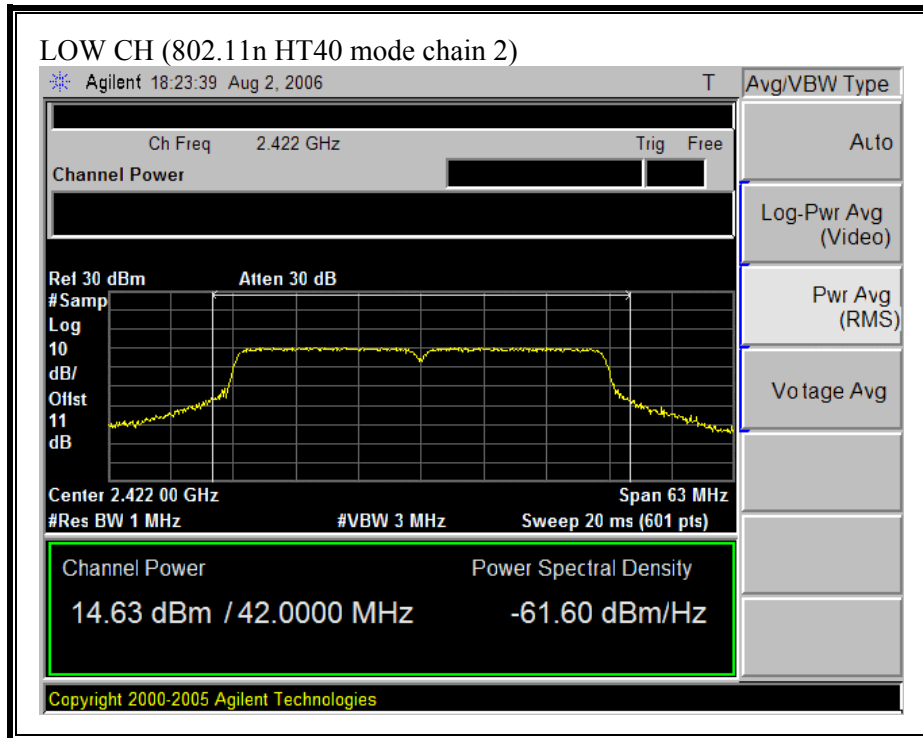 LOW CH (802.11n HT40 mode chain 2)
Agilent 18:23:39 Aug 2, 2006 T
Avg/VBW Type
Ch Freq 2.422 GHz Trig Free
Channel Power
Auto
Log-Pwr Avg
(Video)
Pwr Avg
(RMS)
Voltage Avg
Ref 30 dBm Atten 30 dB
#Samp
Log
10
dB/
Offst
11
dB
Center 2.422 00 GHz Span 63 MHz
#Res BW 1 MHz #VBW 3 MHz Sweep 20 ms (601 pts)
Channel Power Power Spectral Density
14.63 dBm / 42.0000 MHz -61.60 dBm/Hz
Copyright 2000-2005 Agilent Technologies